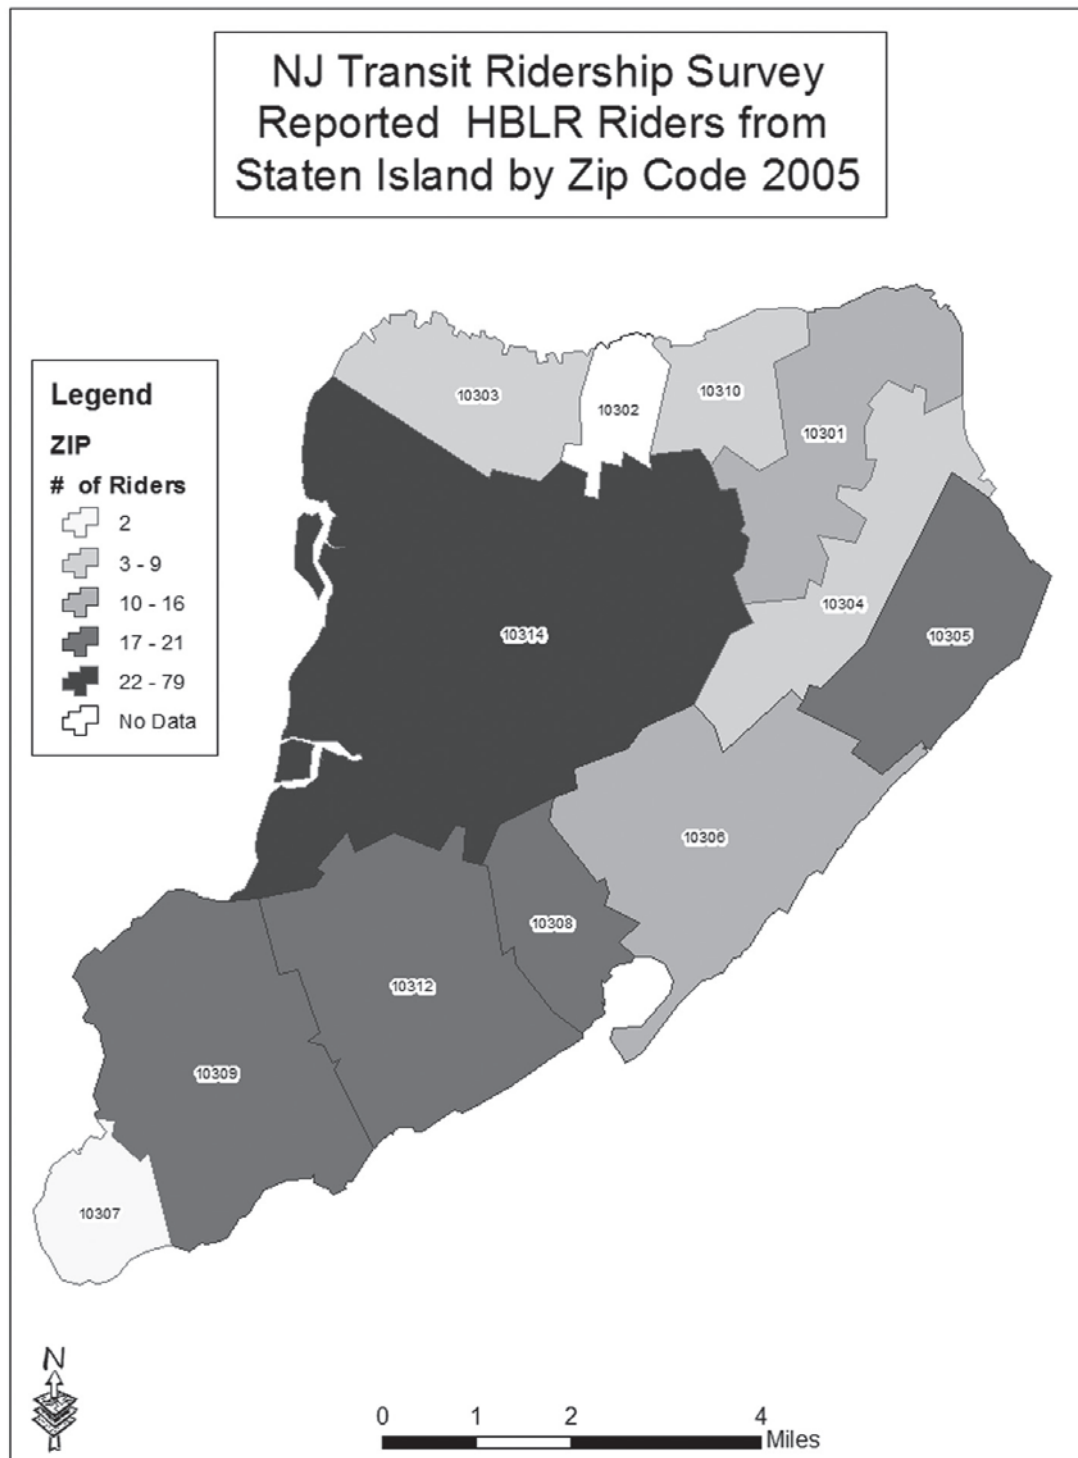 NJ Transit Ridership Survey
Reported HBLR Riders from
Staten Island by Zip Code 2005
Legend
ZIP
# of Riders
2
3 - 9
10 - 16
17 - 21
22 - 79
No Data
10303
10302
10310
10301
10314
10304
10305
10306
10308
10312
10309
10307
N
0 1 2 4
Miles